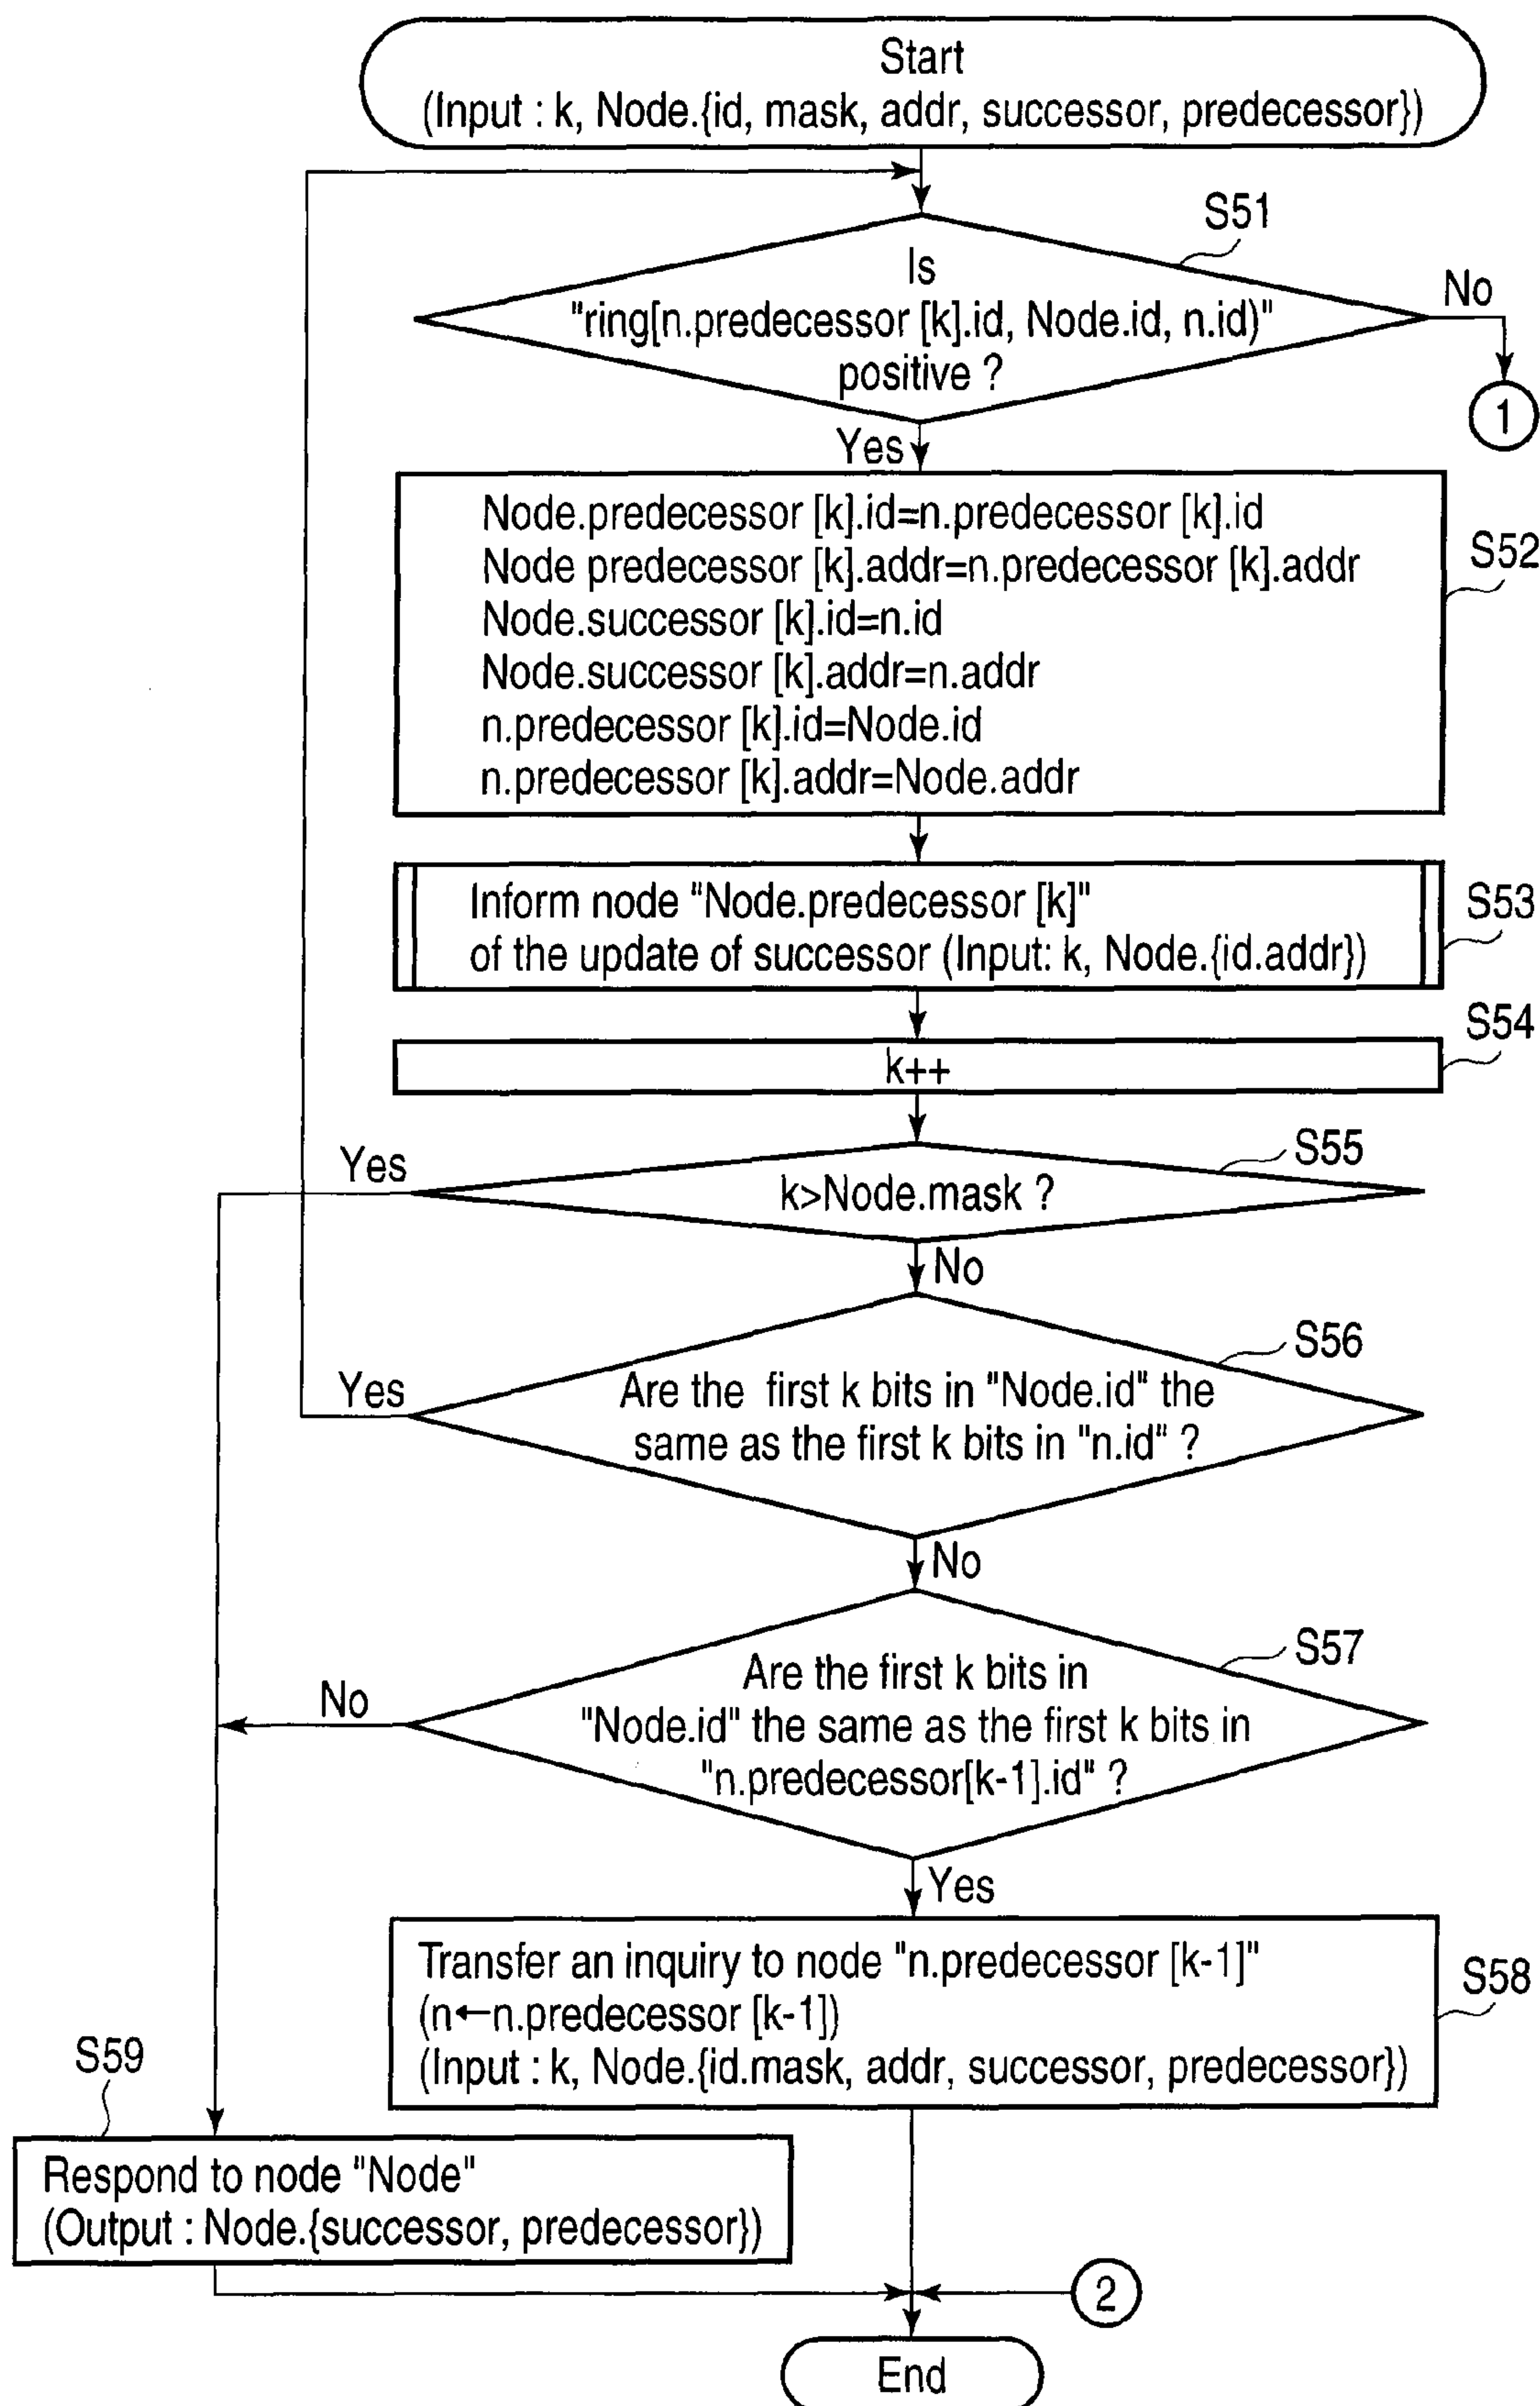 Start
(Input : k, Node.{id, mask, addr, successor, predecessor})
S51
Is
"ring[n.predecessor [k].id, Node.id, n.id)"
positive ?
No
1
Yes
Node.predecessor [k].id=n.predecessor [k].id
Node predecessor [k].addr=n.predecessor [k].addr
Node.successor [k].id=n.id
Node.successor [k].addr=n.addr
n.predecessor [k].id=Node.id
n.predecessor [k].addr=Node.addr
S52
Inform node "Node.predecessor [k]"
of the update of successor (Input: k, Node.{id.addr})
S53
S54
k++
S55
Yes
k>Node.mask ?
No
S56
Yes
Are the first k bits in "Node.id" the
same as the first k bits in "n.id" ?
No
S57
No
Are the first k bits in
"Node.id" the same as the first k bits in
"n.predecessor[k-1].id" ?
Yes
Transfer an inquiry to node "n.predecessor [k-1]"
(n←n.predecessor [k-1])
(Input : k, Node.{id.mask, addr, successor, predecessor})
S58
S59
Respond to node "Node"
(Output : Node.{successor, predecessor})
2
End